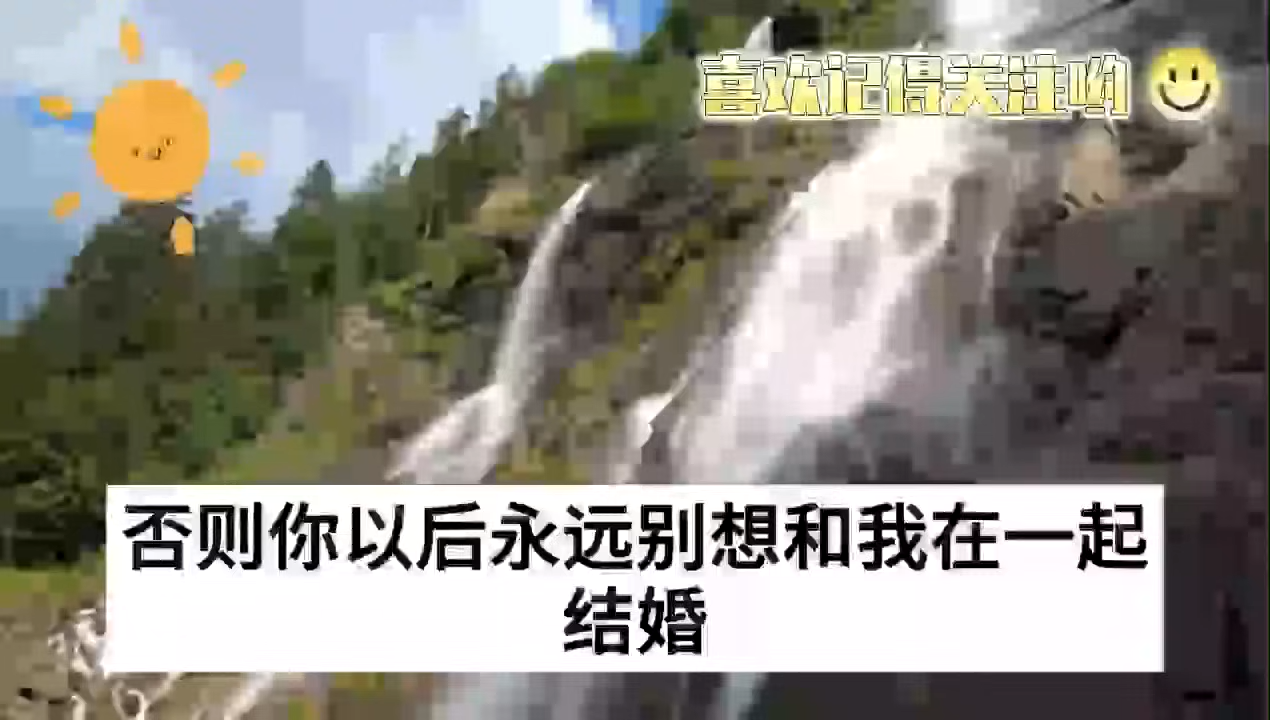 喜欢记得关注哟
否则你以后永远别想和我在一起
结婚